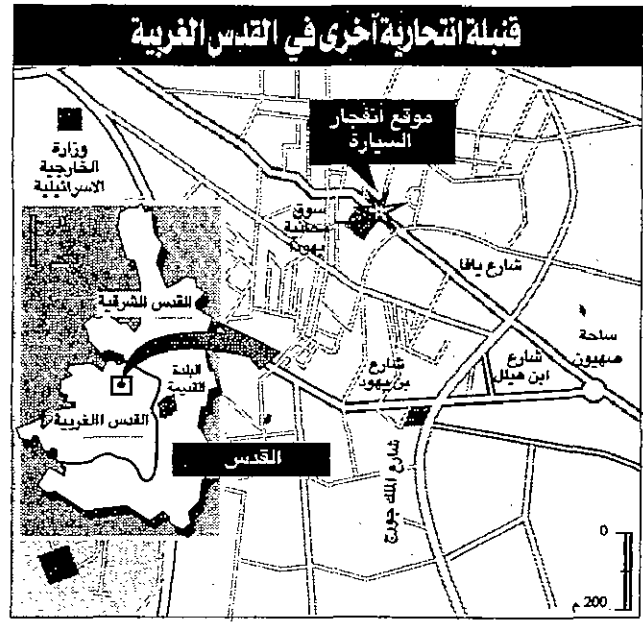 قنبلة انتحارية أخرى في القدس الغربية
موقع انفجار
السيارة
وزارة
الخارجية
الاسرائيلية
سوق
يهودا
شارع يافا
ساحة
صهيون
شارع
ابن هيلل
شارع
بن يهودا
شارع الملك جورج
القدس الشرقية
البلدة
القديمة
القدس الغربية
القدس
0
200 م